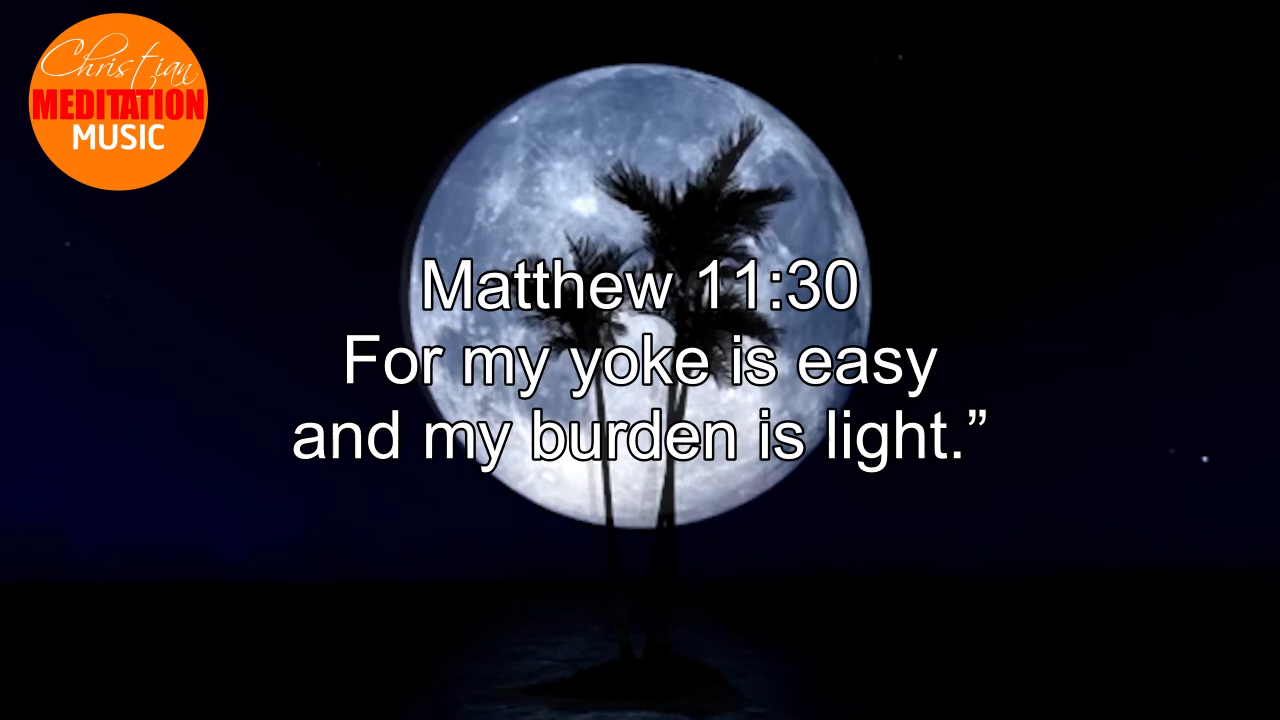 Christian
MEDITATION
MUSIC
Matthew 11:30
For my yoke is easy
and my burden is light.”